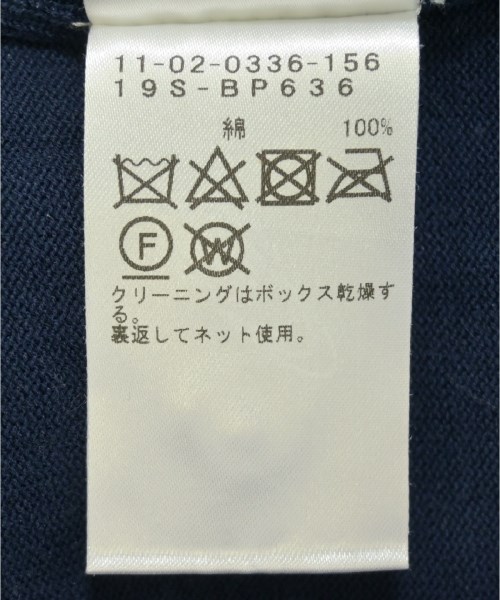 11-02-0336-156
19S-BP636
綿 100%
F
W
クリーニングはボックス乾燥す
る。
裏返してネット使用。